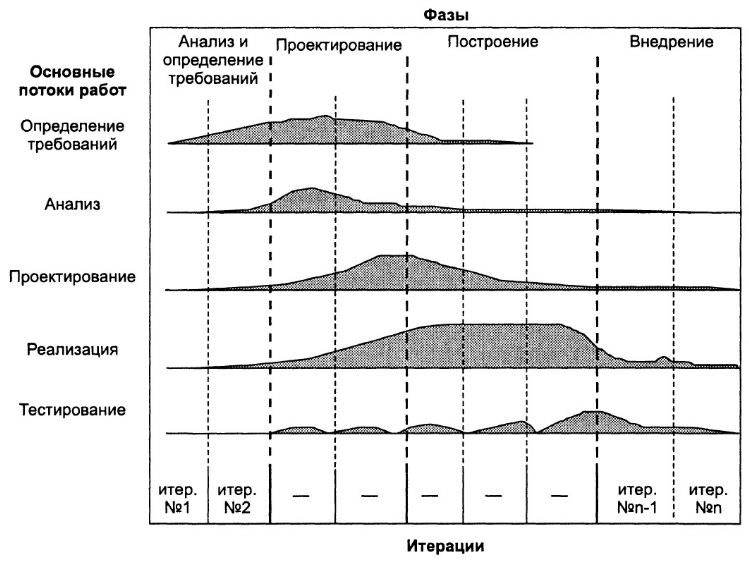 Фазы
Анализ и
определение
требований
Проектирование
Построение
Внедрение
Основные
потоки работ
Определение
требований
Анализ
Проектирование
Реализация
Тестирование
итер.
№1
итер.
№2
—
—
—
—
—
итер.
№n-1
итер.
№n
Итерации